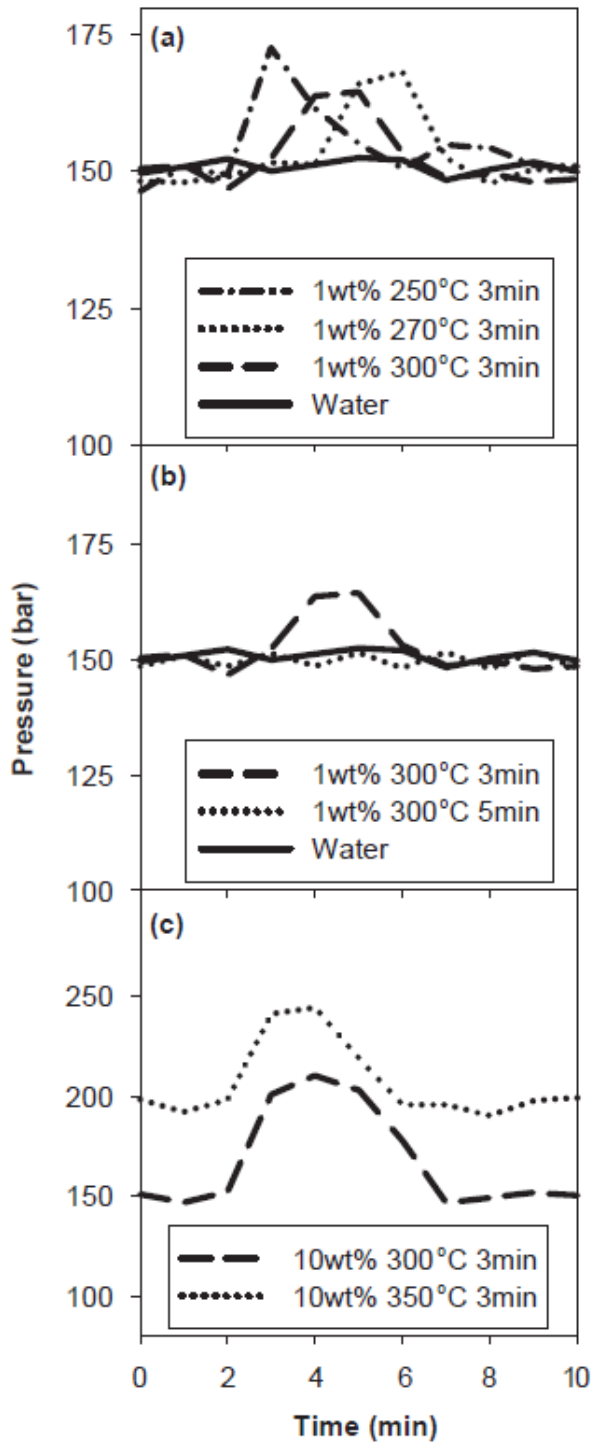 Pressure (bar)
(a)
175
150
125
100
1wt% 250°C 3min
1wt% 270°C 3min
1wt% 300°C 3min
Water
(b)
175
150
125
100
1wt% 300°C 3min
1wt% 300°C 5min
Water
(c)
250
200
150
100
10wt% 300°C 3min
10wt% 350°C 3min
0 2 4 6 8 10
Time (min)